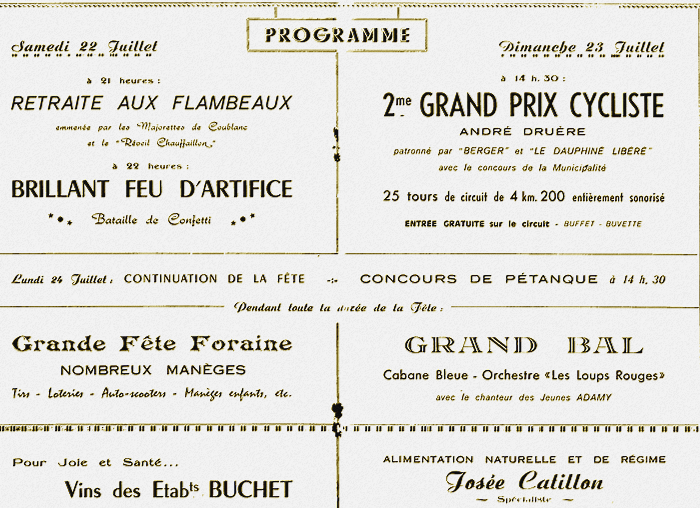 PROGRAMME
Samedi 22 Juillet
à 21 heures :
RETRAITE AUX FLAMBEAUX
emmenée par les Majorettes de Coublanc
et le "Réveil Chauffaillon„
à 22 heures :
BRILLANT FEU D'ARTIFICE
Bataille de Confetti
Dimanche 23 Juillet
à 14 h. 30 :
2me GRAND PRIX CYCLISTE
ANDRÉ DRUÈRE
patronné par "BERGER" et "LE DAUPHINE LIBÉRÉ"
avec le concours de la Municipalité
25 tours de circuit de 4 km. 200 entièrement sonorisé
ENTRÉE GRATUITE sur le circuit - BUFFET - BUVETTE
Lundi 24 Juillet : CONTINUATION DE LA FÊTE -:- CONCOURS DE PÉTANQUE à 14 h. 30
Pendant toute la durée de la Fête :
Grande Fête Foraine
NOMBREUX MANÈGES
Tirs - Loteries - Auto-scooters - Manèges enfants, etc.
GRAND BAL
Cabane Bleue - Orchestre «Les Loups Rouges»
avec le chanteur des Jeunes ADAMY
Pour Joie et Santé...
Vins des Etabts BUCHET
ALIMENTATION NATURELLE ET DE RÉGIME
Josée Catillon
~ Spécialiste ~